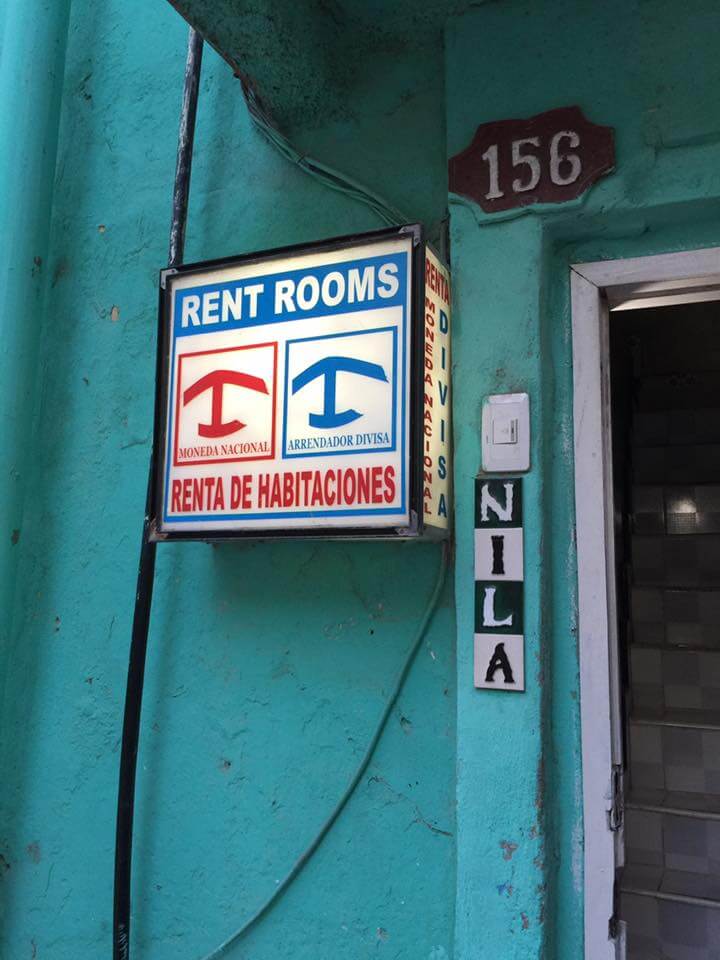 156
RENT ROOMS
MONEDA NACIONAL
ARRENDADOR DIVISA
RENTA DE HABITACIONES
RENTA
MONEDA NACIONAL
DIVISA
NILA